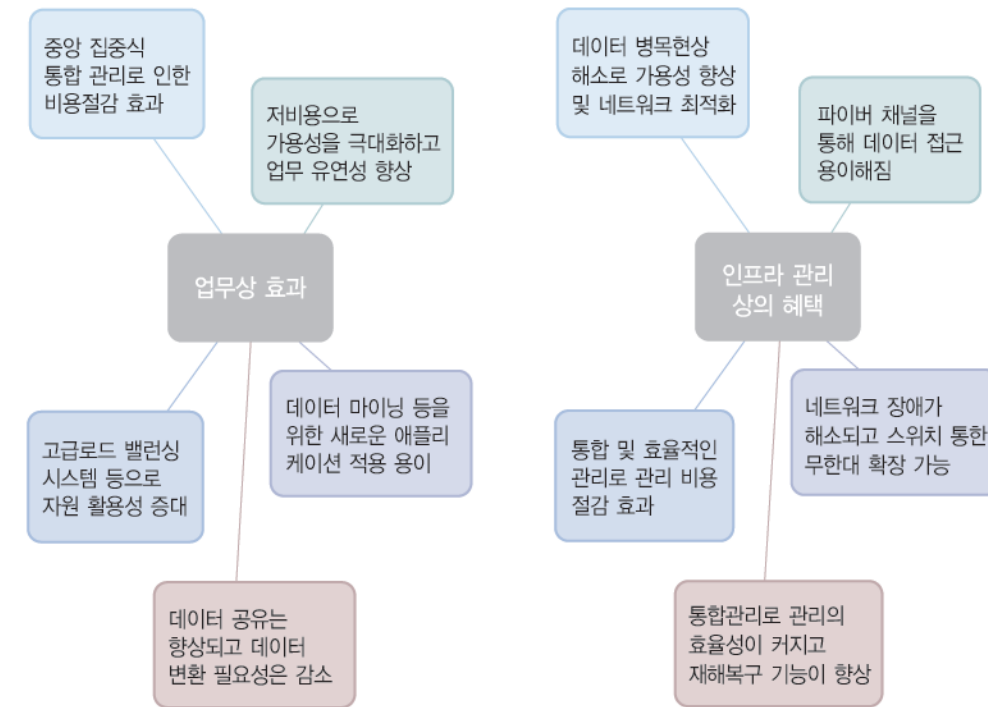 중앙 집중식
통합 관리로 인한
비용절감 효과
저비용으로
가용성을 극대화하고
업무 유연성 향상
업무상 효과
고급로드 밸런싱
시스템 등으로
자원 활용성 증대
데이터 마이닝 등을
위한 새로운 애플리
케이션 적용 용이
데이터 공유는
향상되고 데이터
변환 필요성은 감소
데이터 병목현상
해소로 가용성 향상
및 네트워크 최적화
파이버 채널을
통해 데이터 접근
용이해짐
인프라 관리
상의 혜택
통합 및 효율적인
관리로 관리 비용
절감 효과
네트워크 장애가
해소되고 스위치 통한
무한대 확장 가능
통합관리로 관리의
효율성이 커지고
재해복구 기능이 향상